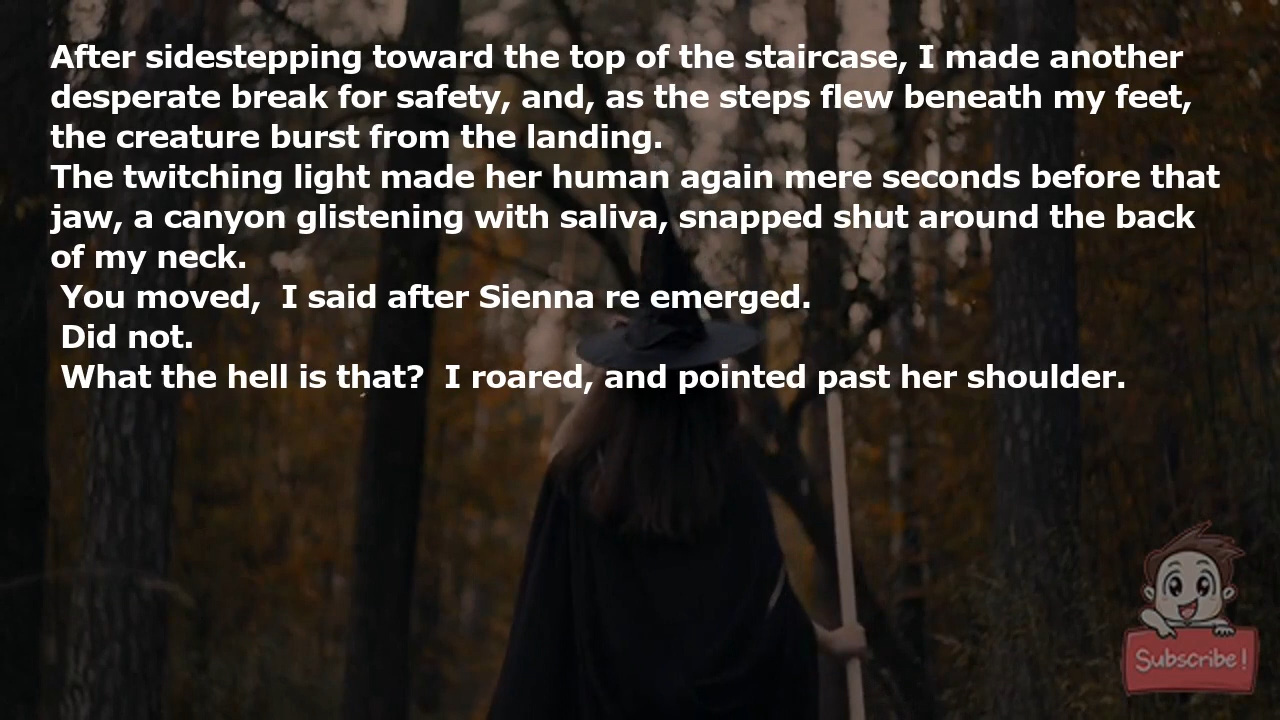 After sidestepping toward the top of the staircase, I made another
desperate break for safety, and, as the steps flew beneath my feet,
the creature burst from the landing.
The twitching light made her human again mere seconds before that
jaw, a canyon glistening with saliva, snapped shut around the back
of my neck.
You moved,  I said after Sienna re emerged.
Did not.
What the hell is that?  I roared, and pointed past her shoulder.
Subscribe!